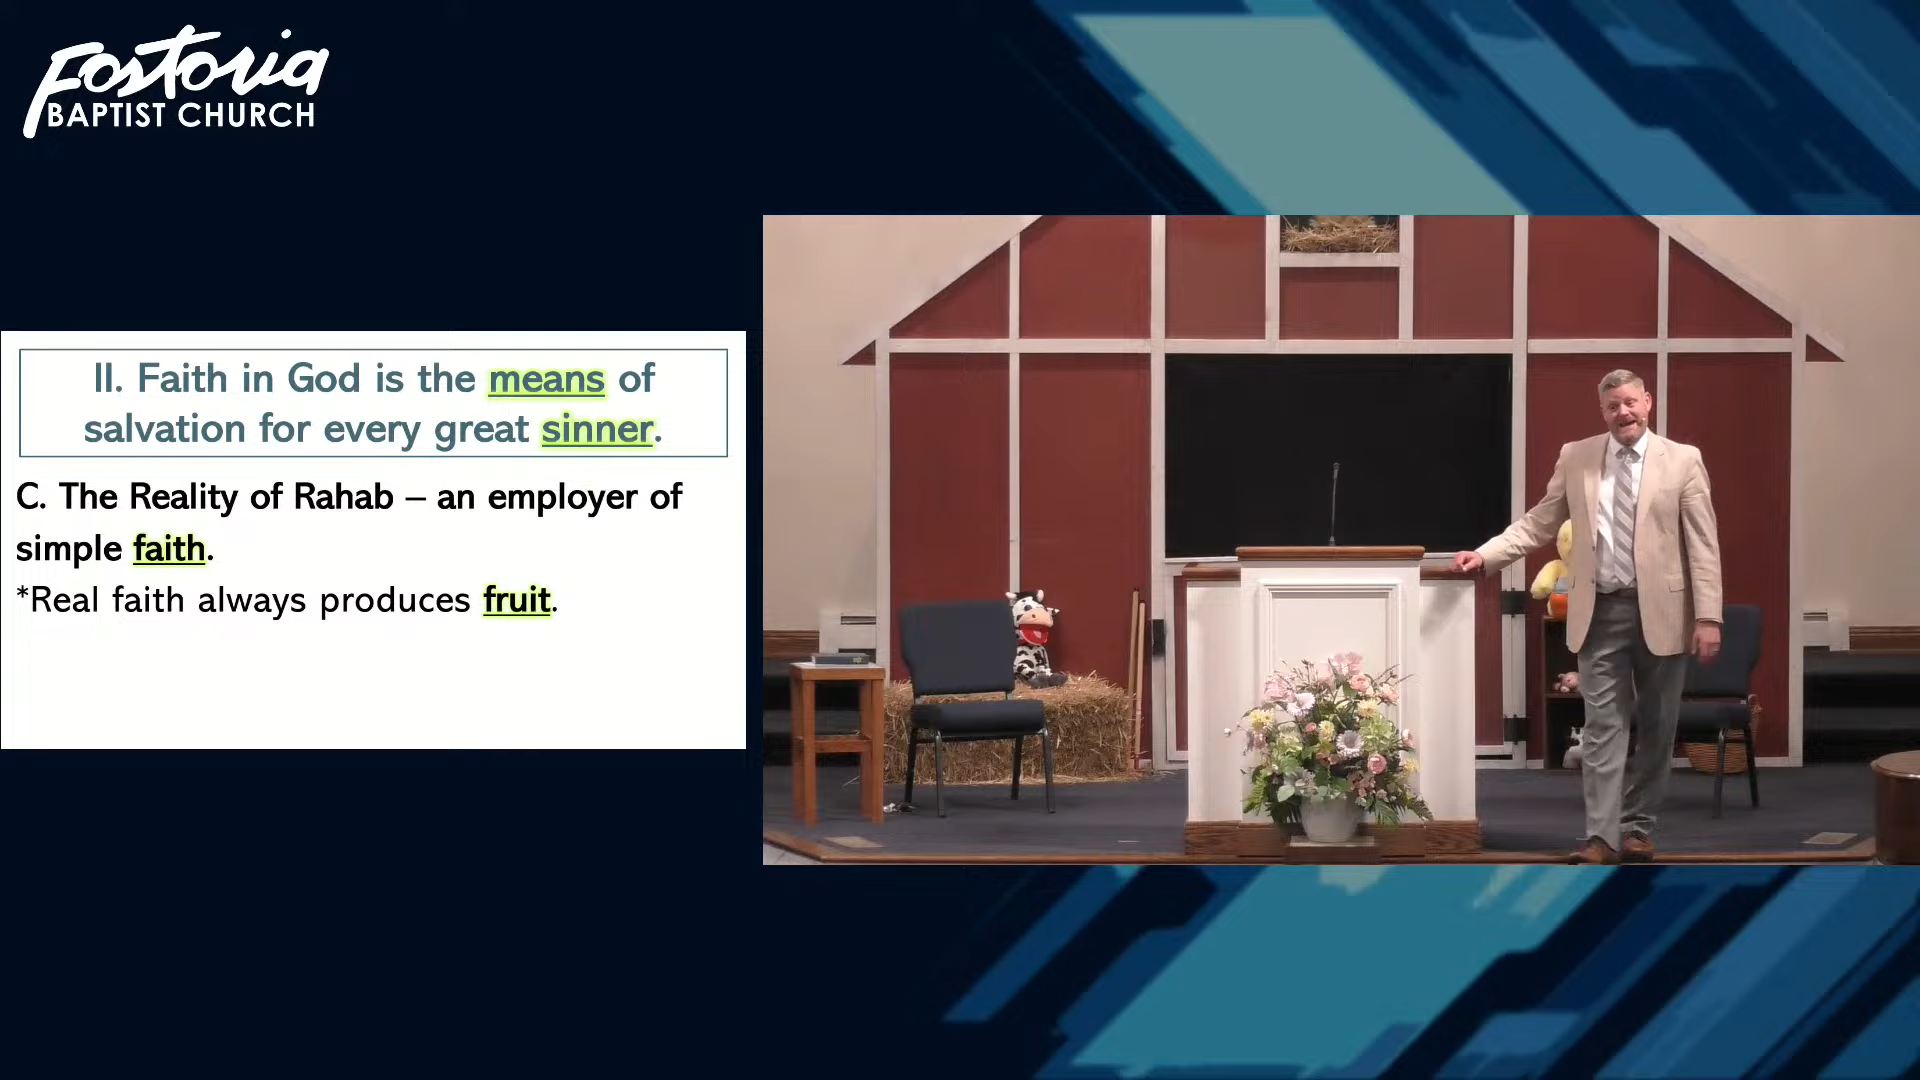 Fostoria
BAPTIST CHURCH
II. Faith in God is the means of
salvation for every great sinner.
C. The Reality of Rahab – an employer of
simple faith.
*Real faith always produces fruit.